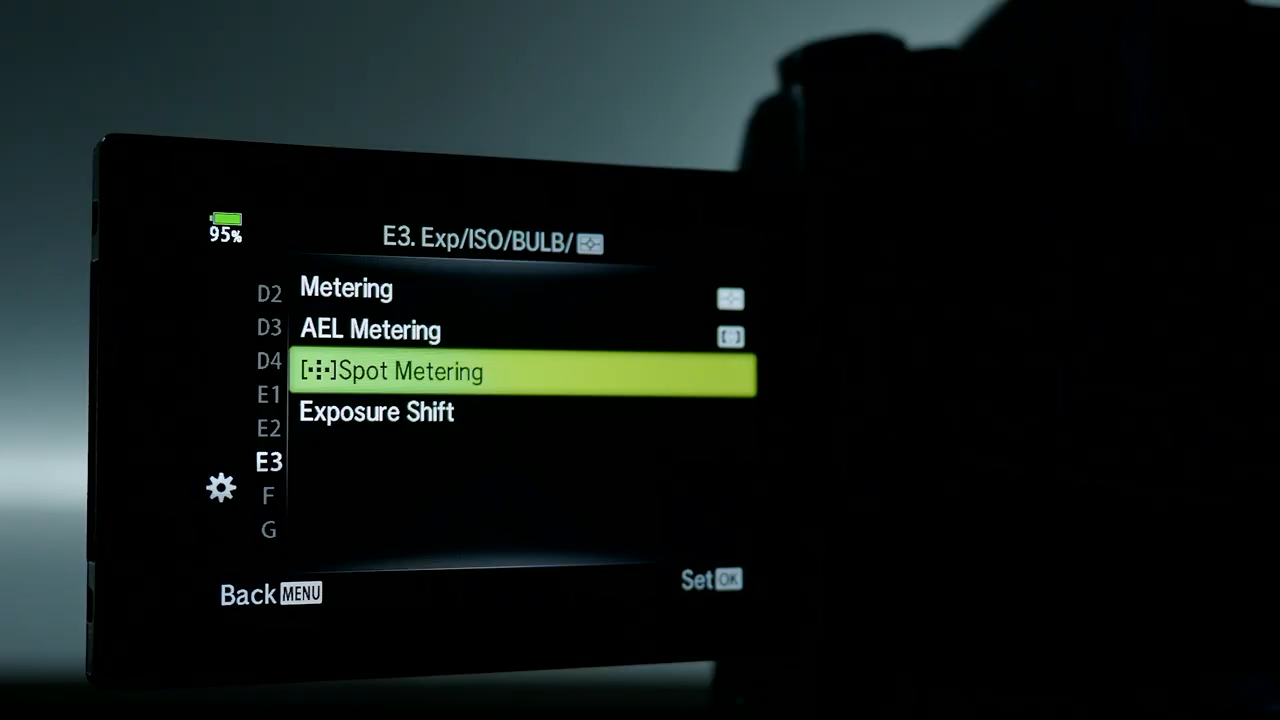 95%
E3. Exp/ISO/BULB/
D2
Metering
D3
AEL Metering
D4
Spot Metering
E1
Exposure Shift
E2
E3
F
G
Back MENU
Set OK